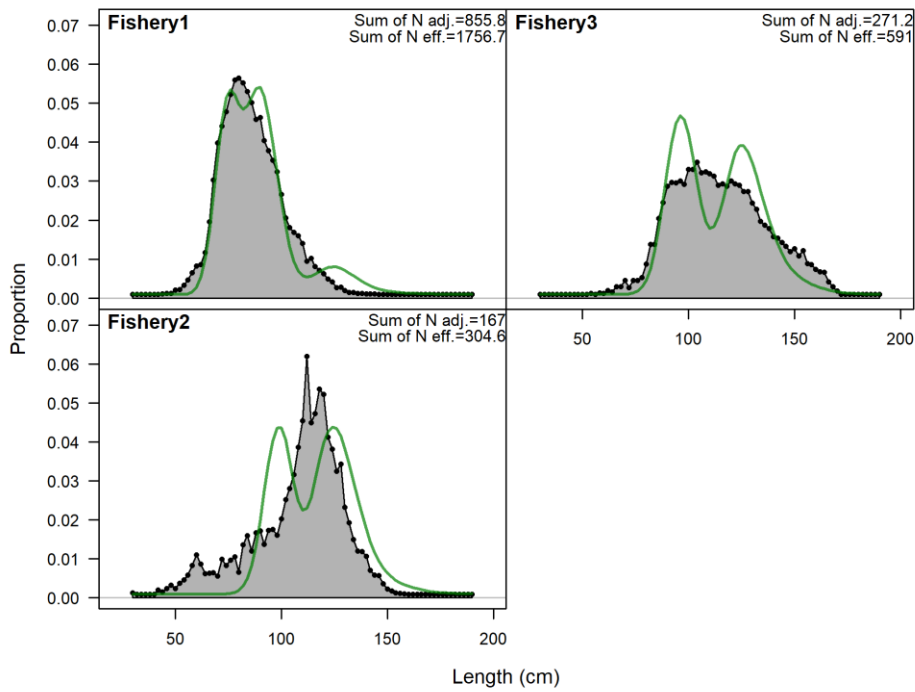 Fishery1
Sum of N adj.=855.8
Sum of N eff.=1756.7
Fishery3
Sum of N adj.=271.2
Sum of N eff.=591
0.07
0.06
0.05
0.04
0.03
0.02
0.01
0.00
50
100
150
200
Fishery2
Sum of N adj.=167
Sum of N eff.=304.6
0.07
0.06
0.05
0.04
0.03
0.02
0.01
0.00
50
100
150
200
Proportion
Length (cm)